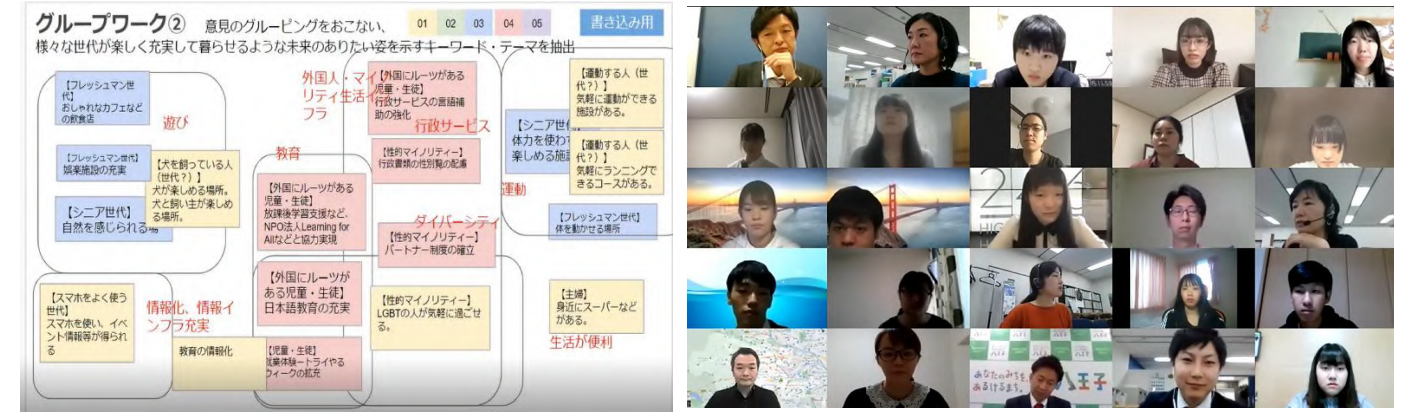 グループワーク②
意見のグルーピングをおこない、
01 02 03 04 05
書き込み用
様々な世代が楽しく充実して暮らせるような未来のありたい姿を示すキーワード・テーマを抽出
【フレッシュマン世
代】
おしゃれなカフェなど
の飲食店
遊び
【フレッシュマン世代】
娯楽施設の充実
【犬を飼っている人
（世代？）】
犬が楽しめる場所。
犬と飼い主が楽しめ
る場所。
【シニア世代】
自然を感じられる場
外国人・マイ
リティ生活イ
フラ
【外国にルーツがある
児童・生徒】
行政サービスの言語補
助の強化
行政サービス
【性的マイノリティー】
行政書類の性別覧の配慮
教育
【外国にルーツがある
児童・生徒】
放課後学習支援など、
NPO法人Learning for
Allなどと協力実現
ダイバーシティ
【性的マイノリティー】
パートナー制度の確立
【外国にルーツが
ある児童・生徒】
日本語教育の充実
【性的マイノリティー】
LGBTの人が気軽に過ごせ
る。
【運動する人（世
代？）】
気軽に運動ができる
施設がある。
【シニア世
体力を使わ
楽しめる施
【運動する人（世
代？）】
気軽にランニングで
きるコースがある。
運動
【フレッシュマン世代】
体を動かせる場所
【スマホをよく使う
世代】
スマホを使い、イベ
ント情報等が得られ
る
情報化、情報イ
ンフラ充実
教育の情報化
【児童・生徒】
就業体験ートライやる
ウィークの拡充
【主婦】
身近にスーパーなど
がある。
生活が便利
あなたのみちを、
あるけるまち。
八王子